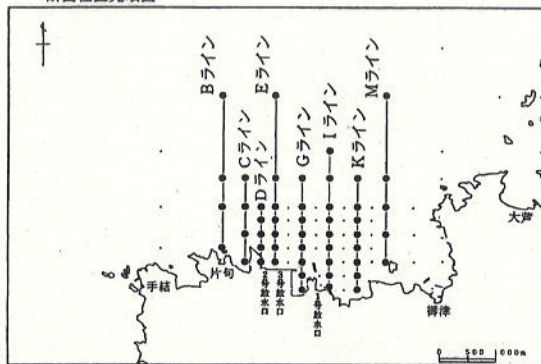 Bライン
Cライン
Dライン
Eライン
Gライン
Iライン
Kライン
Mライン
大芦
手結
片句
2号放水口
3号放水口
1号放水口
御津
0 500 1000m